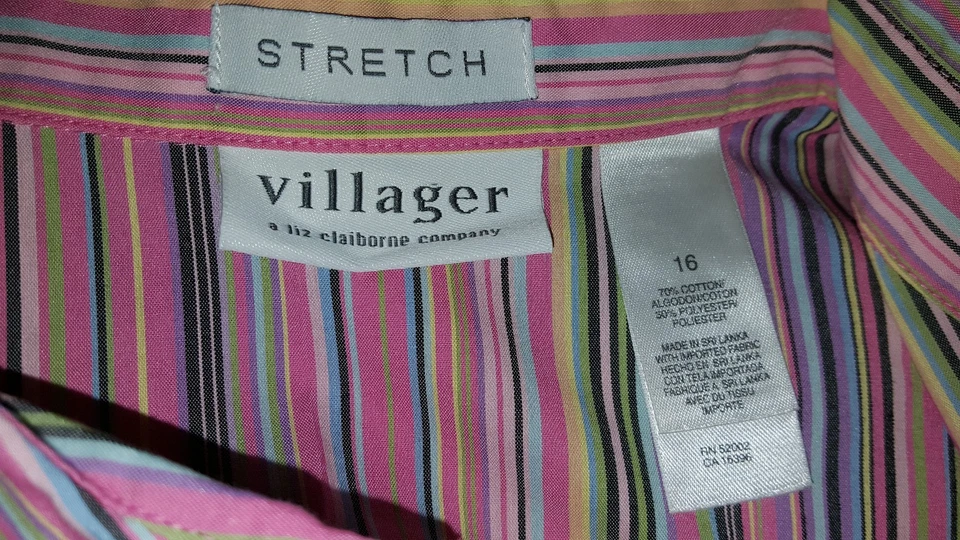 STRETCH
villager
a liz claiborne company
16
70% COTTON/
ALGODON/COTON
30% POLYESTER/
POLIESTER
MADE IN SRI LANKA
WITH IMPORTED FABRIC
HECHO EN SRI LANKA
CON TELA IMPORTADA
FABRIQUE A SRI LANKA
AVEC DU TISSU
IMPORTE
RN 52002
CA 16396